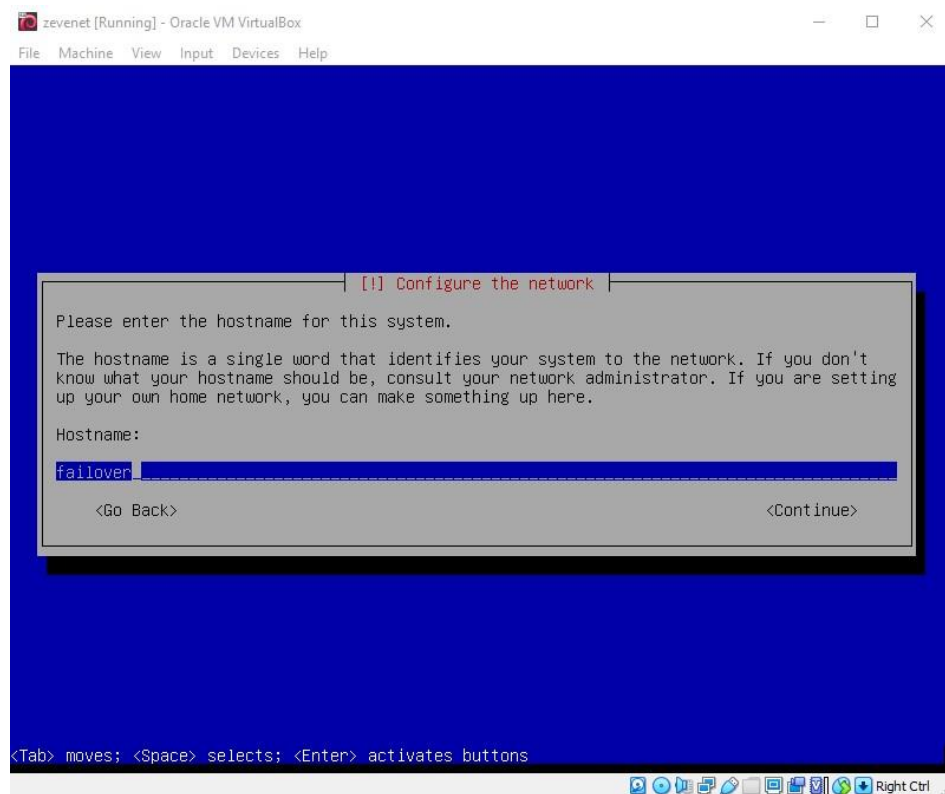 zevenet [Running] - Oracle VM VirtualBox
File Machine View Input Devices Help
[!] Configure the network
Please enter the hostname for this system.
The hostname is a single word that identifies your system to the network. If you don't
know what your hostname should be, consult your network administrator. If you are setting
up your own home network, you can make something up here.
Hostname:
failover
<Go Back> <Continue>
<Tab> moves; <Space> selects; <Enter> activates buttons
Right Ctrl